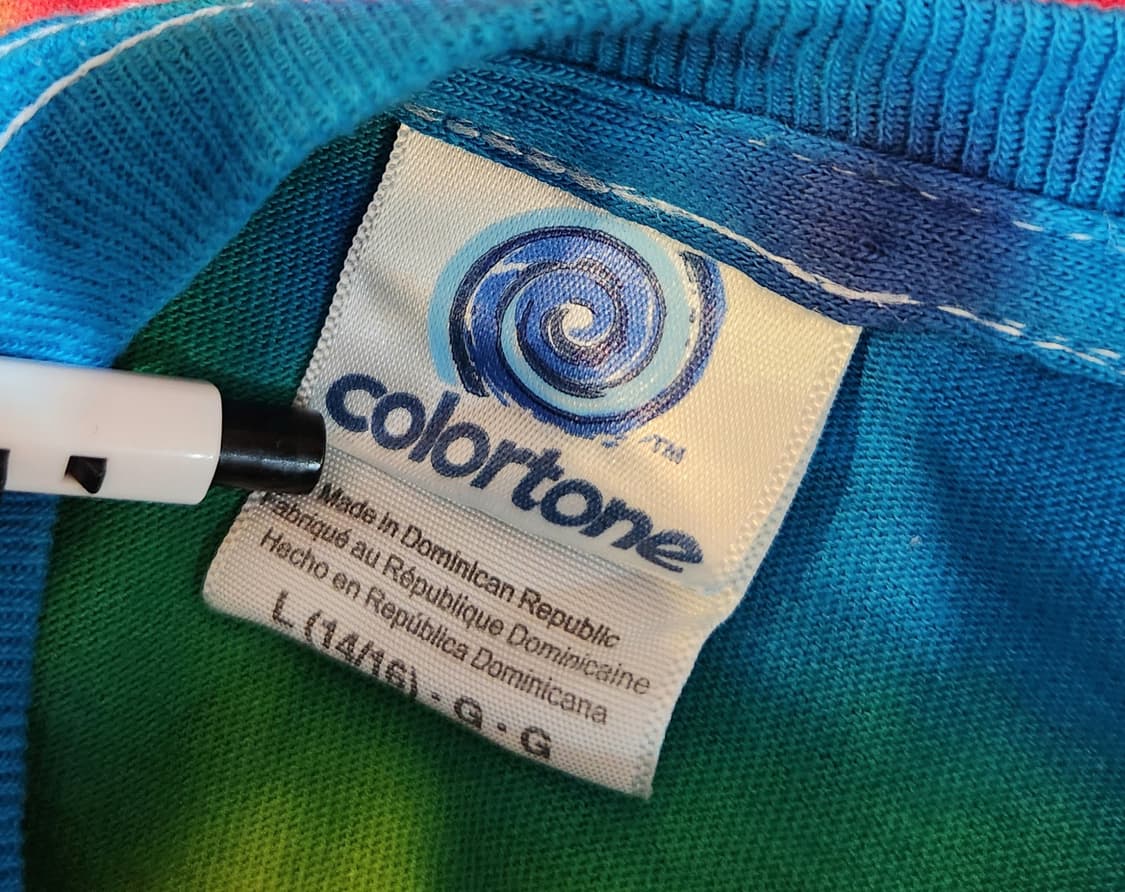 colortone
TM
Made In Dominican Republic
Fabriqué au République Dominicaine
Hecho en República Dominicana
L (14/16) · G · G